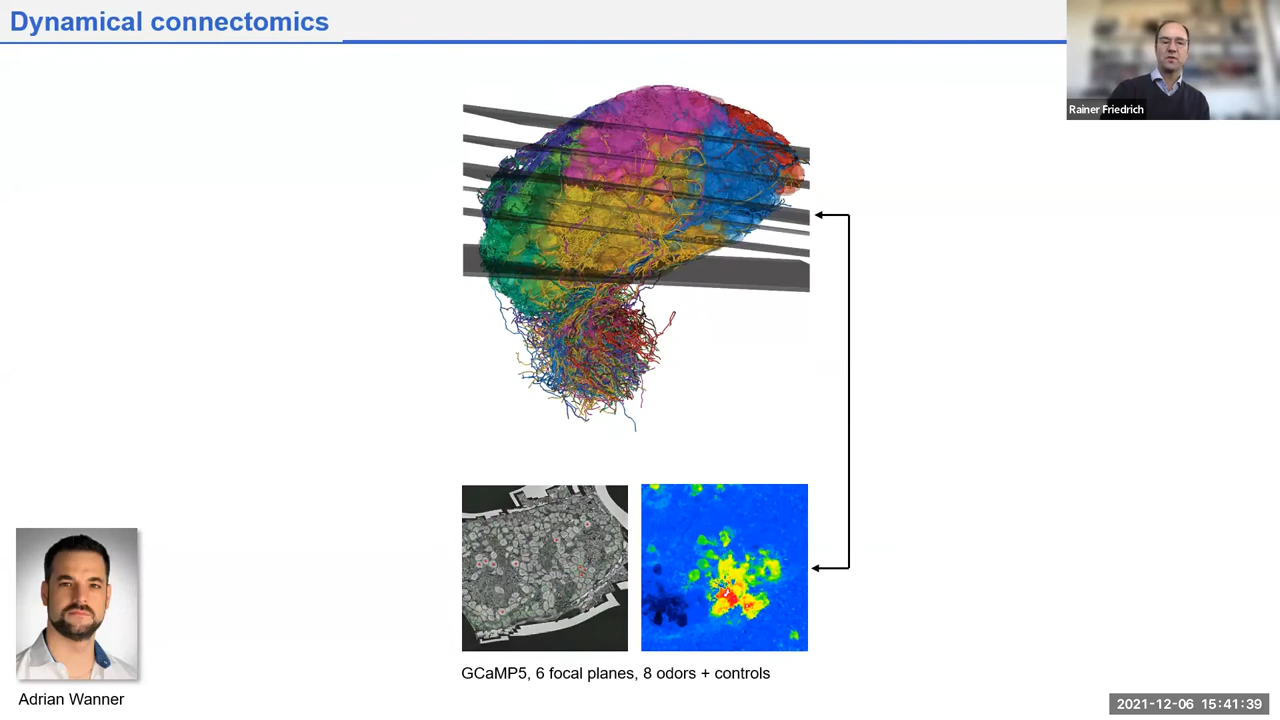 Dynamical connectomics
Rainer Friedrich
GCaMP5, 6 focal planes, 8 odors + controls
Adrian Wanner
2021-12-06 15:41:39